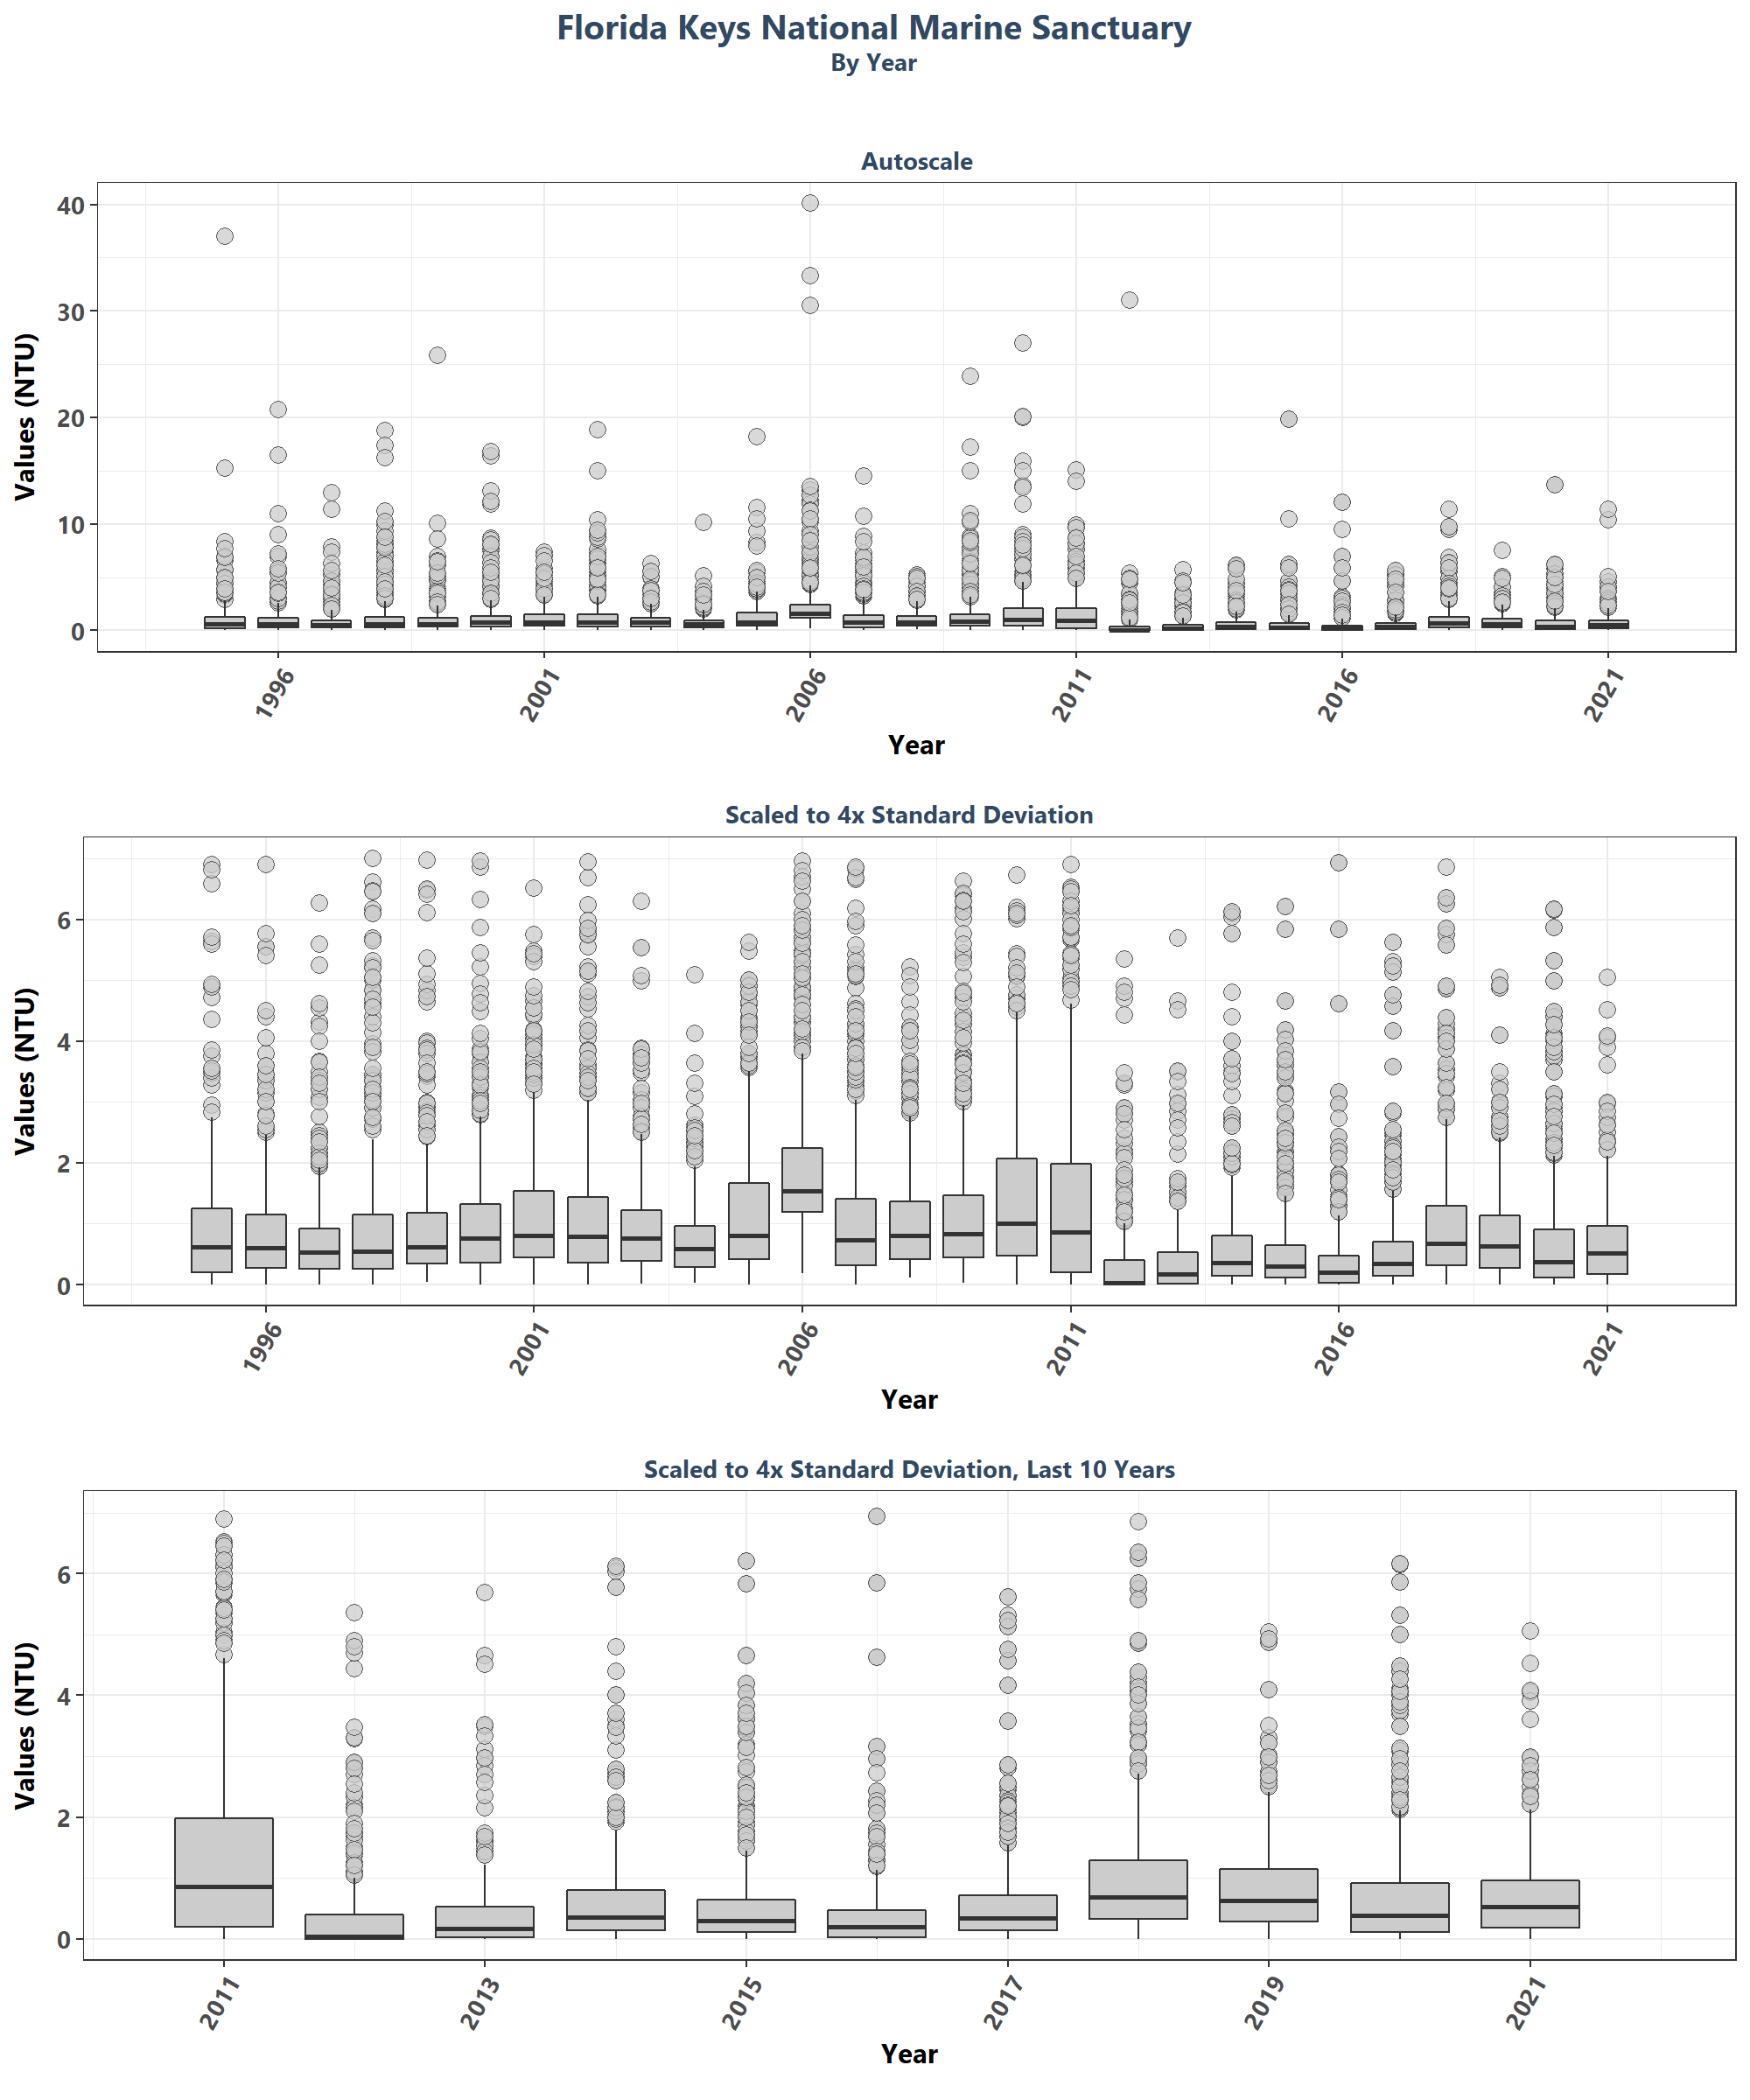 Florida Keys National Marine Sanctuary
By Year
Autoscale
Values (NTU)
40
30
20
10
0
1996
2001
2006
2011
2016
2021
Year
Scaled to 4x Standard Deviation
Values (NTU)
6
4
2
0
1996
2001
2006
2011
2016
2021
Year
Scaled to 4x Standard Deviation, Last 10 Years
Values (NTU)
6
4
2
0
2011
2013
2015
2017
2019
2021
Year